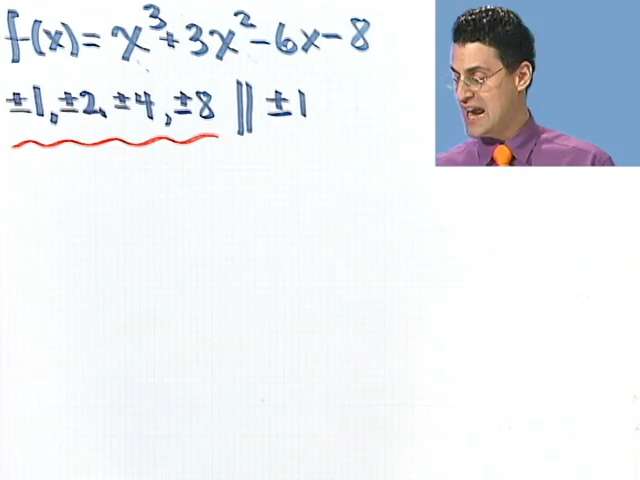 f(x) = x³ + 3x² - 6x - 8
±1, ±2, ±4, ±8 || ±1